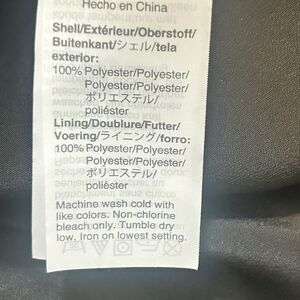 Hecho en China
Shell/Extérieur/Oberstoff/
Buitenkant/シェル/tela
exterior:
100% Polyester/Polyester/
Polyester/Polyester/
ポリエステル/
poliéster
Lining/Doublure/Futter/
Voering/ライニング/forro:
100% Polyester/Polyester/
Polyester/Polyester/
ポリエステル/
poliéster
Machine wash cold with
like colors. Non-chlorine
bleach only. Tumble dry
low. Iron on lowest setting.